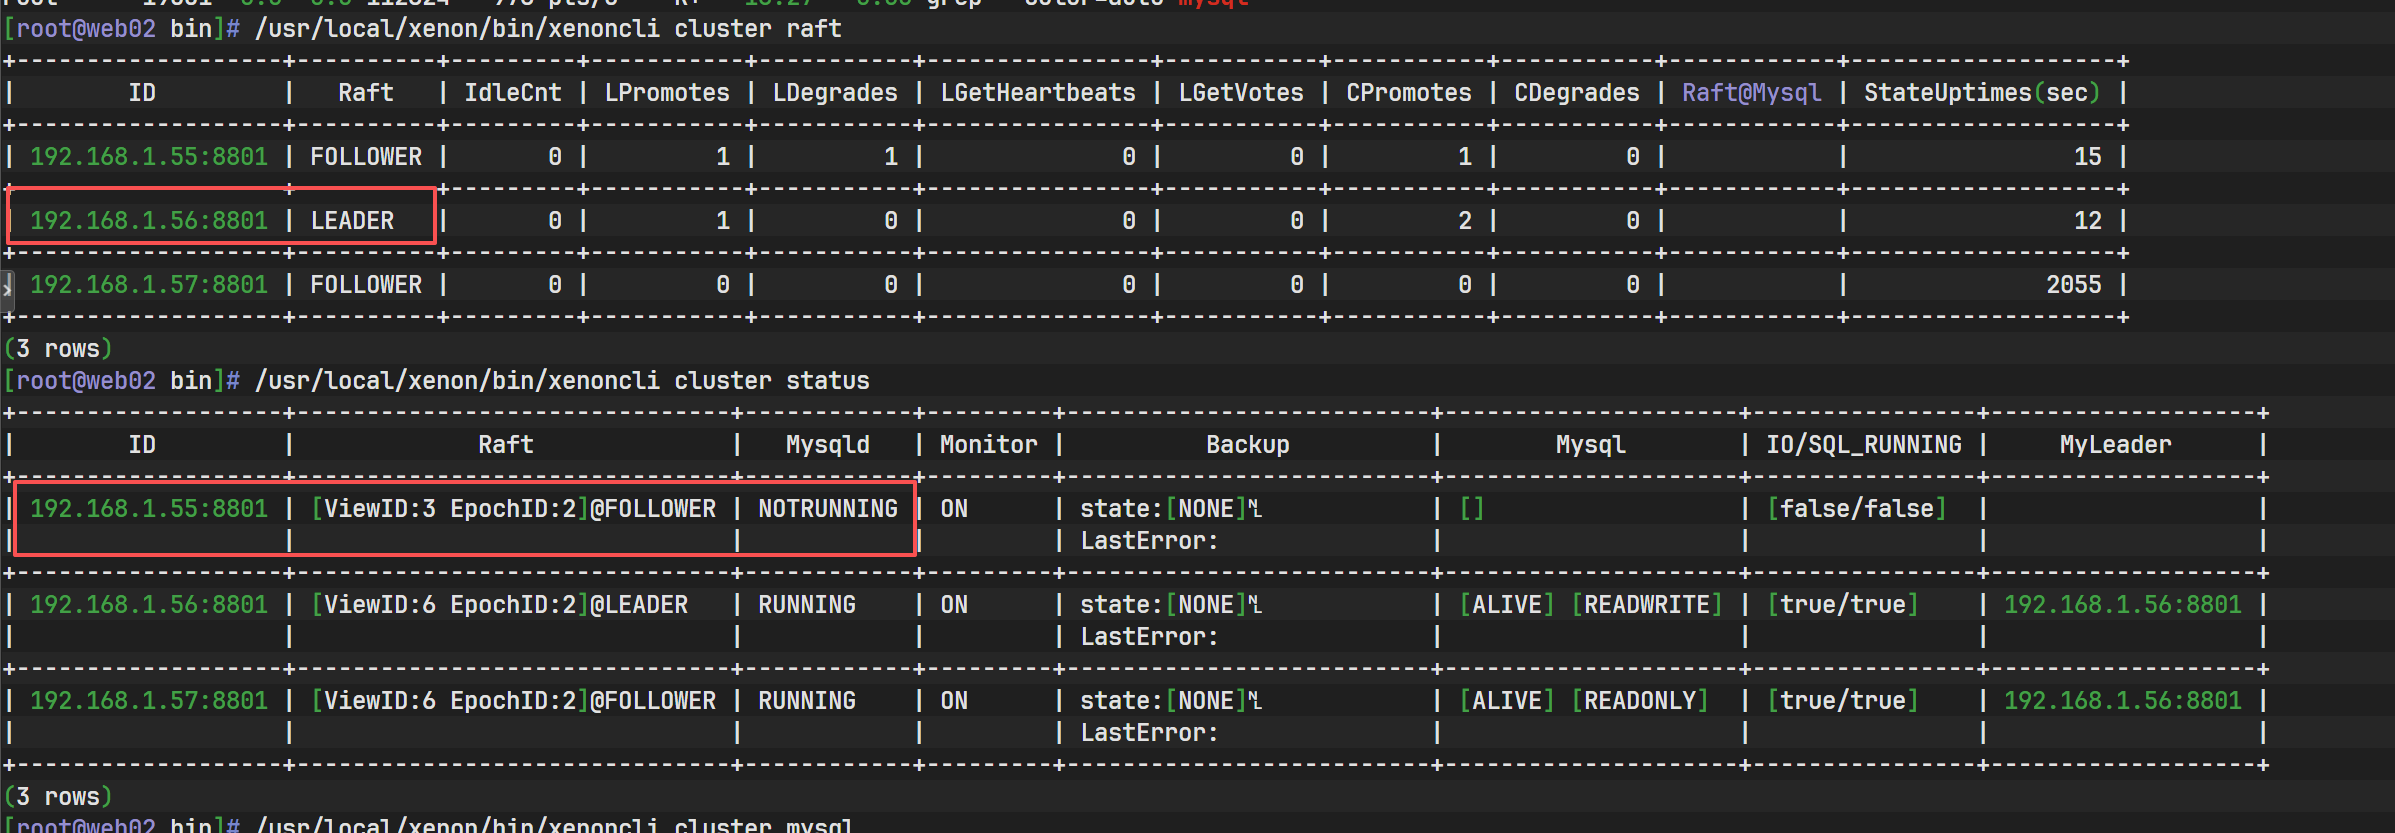 [root@web02 bin]# /usr/local/xenon/bin/xenoncli cluster raft
+-------------------+----------+---------+-----------+-----------+----------------+-----------+-----------+-----------+------------+-------------------+
| ID | Raft | IdleCnt | LPromotes | LDegrades | LGetHeartbeats | LGetVotes | CPromotes | CDegrades | Raft@Mysql | StateUptimes(sec) |
+-------------------+----------+---------+-----------+-----------+----------------+-----------+-----------+-----------+------------+-------------------+
| 192.168.1.55:8801 | FOLLOWER | 0 | 1 | 1 | 0 | 0 | 1 | 0 | | 15 |
+-------------------+----------+---------+-----------+-----------+----------------+-----------+-----------+-----------+------------+-------------------+
| 192.168.1.56:8801 | LEADER | 0 | 1 | 0 | 0 | 0 | 2 | 0 | | 12 |
+-------------------+----------+---------+-----------+-----------+----------------+-----------+-----------+-----------+------------+-------------------+
| 192.168.1.57:8801 | FOLLOWER | 0 | 0 | 0 | 0 | 0 | 0 | 0 | | 2055 |
+-------------------+----------+---------+-----------+-----------+----------------+-----------+-----------+-----------+------------+-------------------+
(3 rows)
[root@web02 bin]# /usr/local/xenon/bin/xenoncli cluster status
+-------------------+-------------------------------+------------+---------+--------------------------+---------------------+----------------+-------------------+
| ID | Raft | Mysqld | Monitor | Backup | Mysql | IO/SQL_RUNNING | MyLeader |
+-------------------+-------------------------------+------------+---------+--------------------------+---------------------+----------------+-------------------+
| 192.168.1.55:8801 | [ViewID:3 EpochID:2]@FOLLOWER | NOTRUNNING | ON | state:[NONE]␤ | [] | [false/false] | |
| | | | | LastError: | | | |
+-------------------+-------------------------------+------------+---------+--------------------------+---------------------+----------------+-------------------+
| 192.168.1.56:8801 | [ViewID:6 EpochID:2]@LEADER | RUNNING | ON | state:[NONE]␤ | [ALIVE] [READWRITE] | [true/true] | 192.168.1.56:8801 |
| | | | | LastError: | | | |
+-------------------+-------------------------------+------------+---------+--------------------------+---------------------+----------------+-------------------+
| 192.168.1.57:8801 | [ViewID:6 EpochID:2]@FOLLOWER | RUNNING | ON | state:[NONE]␤ | [ALIVE] [READONLY] | [true/true] | 192.168.1.56:8801 |
| | | | | LastError: | | | |
+-------------------+-------------------------------+------------+---------+--------------------------+---------------------+----------------+-------------------+
(3 rows)
[root@web02 bin]# /usr/local/xenon/bin/xenoncli cluster mysql